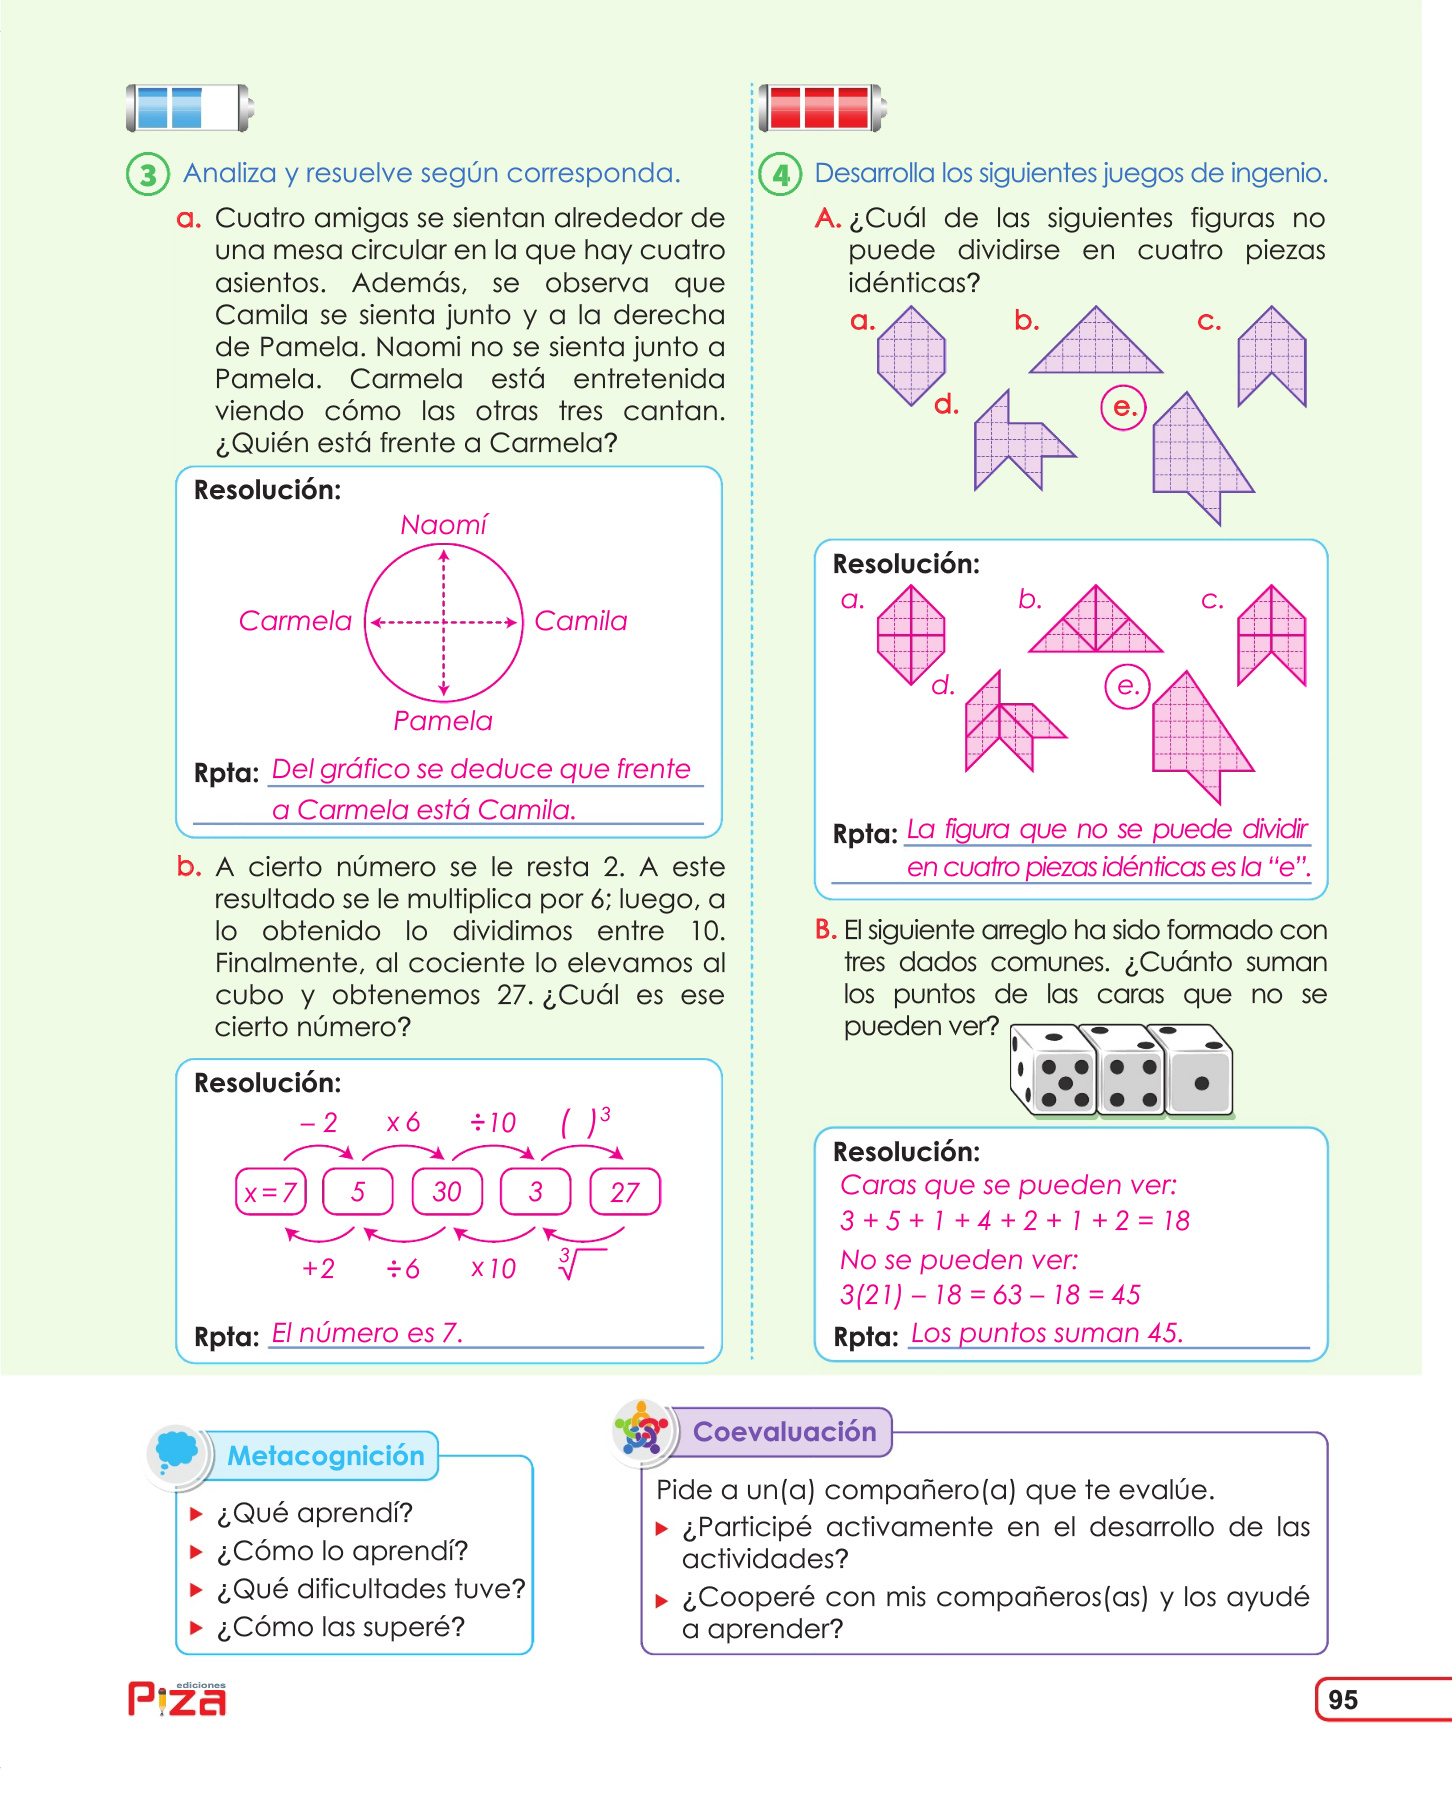 3 Analiza y resuelve según corresponda.
a. Cuatro amigas se sientan alrededor de
una mesa circular en la que hay cuatro
asientos. Además, se observa que
Camila se sienta junto y a la derecha
de Pamela. Naomi no se sienta junto a
Pamela. Carmela está entretenida
viendo cómo las otras tres cantan.
¿Quién está frente a Carmela?
Resolución:
Naomí
Carmela
Camila
Pamela
Rpta: Del gráfico se deduce que frente
a Carmela está Camila.
b. A cierto número se le resta 2. A este
resultado se le multiplica por 6; luego, a
lo obtenido lo dividimos entre 10.
Finalmente, al cociente lo elevamos al
cubo y obtenemos 27. ¿Cuál es ese
cierto número?
Resolución:
– 2 x 6 ÷10 ( )³
x = 7 5 30 3 27
+2 ÷6 x 10 ³√
Rpta: El número es 7.
4 Desarrolla los siguientes juegos de ingenio.
A. ¿Cuál de las siguientes figuras no
puede dividirse en cuatro piezas
idénticas?
a. b. c.
d. e.
Resolución:
a. b. c.
d. e.
Rpta: La figura que no se puede dividir
en cuatro piezas idénticas es la “e”.
B. El siguiente arreglo ha sido formado con
tres dados comunes. ¿Cuánto suman
los puntos de las caras que no se
pueden ver?
Resolución:
Caras que se pueden ver:
3 + 5 + 1 + 4 + 2 + 1 + 2 = 18
No se pueden ver:
3(21) – 18 = 63 – 18 = 45
Rpta: Los puntos suman 45.
Metacognición
¿Qué aprendí?
¿Cómo lo aprendí?
¿Qué dificultades tuve?
¿Cómo las superé?
Coevaluación
Pide a un(a) compañero(a) que te evalúe.
¿Participé activamente en el desarrollo de las
actividades?
¿Cooperé con mis compañeros(as) y los ayudé
a aprender?
ediciones
Piza
95